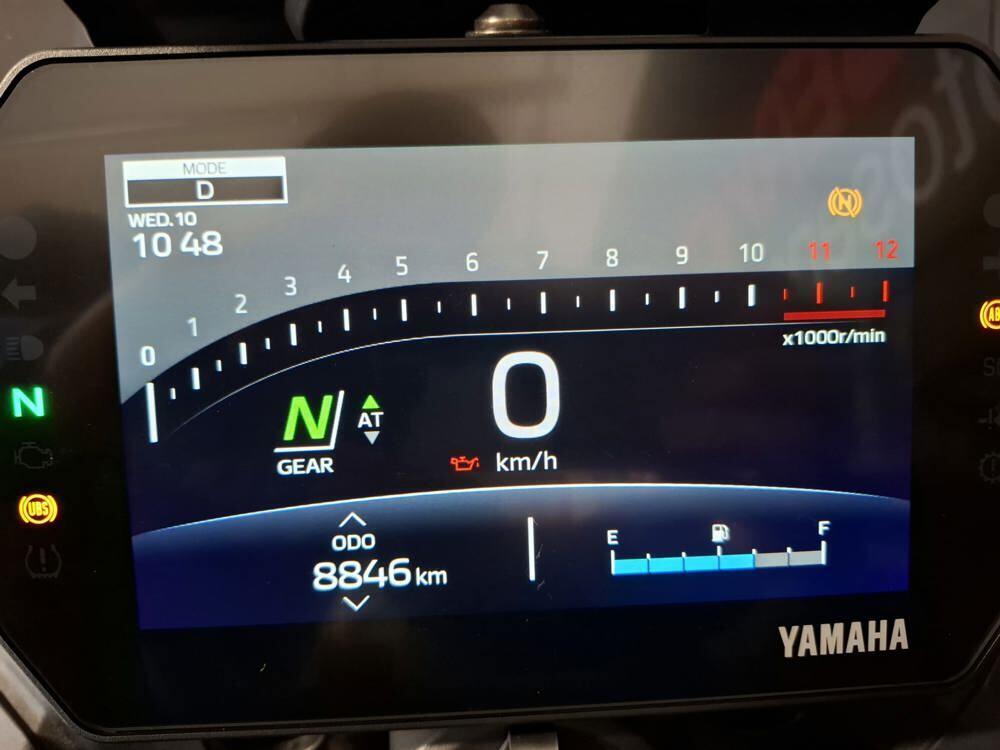 MODE
D
WED.10
10 48
N
0 1 2 3 4 5 6 7 8 9 10 11 12
x1000r/min
ABS
N
N
AT
GEAR
0
km/h
UBS
ODO
8846 km
E F
YAMAHA